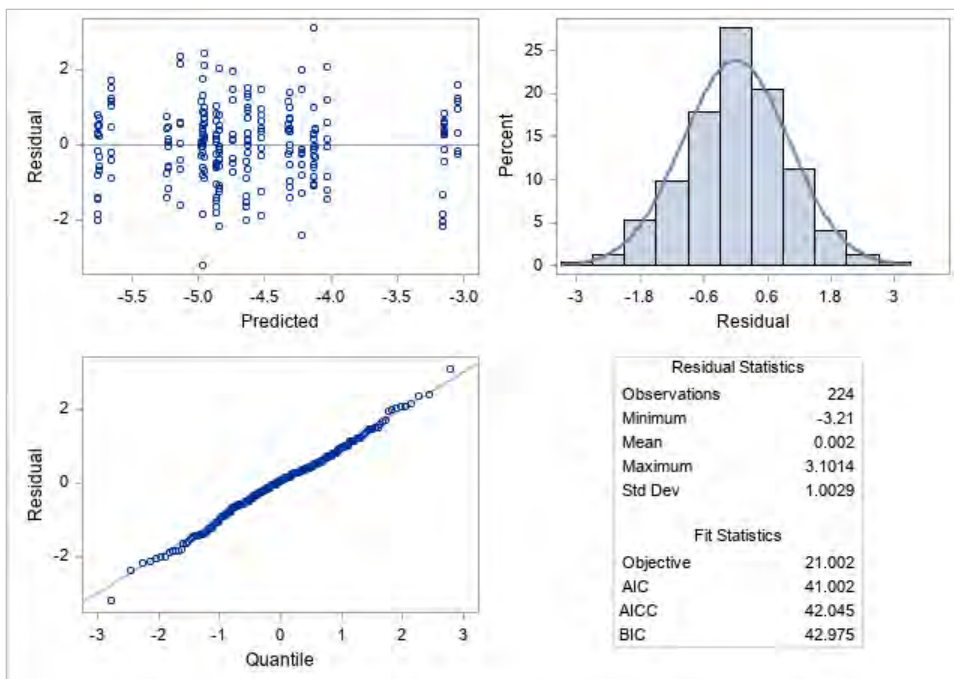 2
0
-2
Residual
-5.5 -5.0 -4.5 -4.0 -3.5 -3.0
Predicted
25
20
15
10
5
0
Percent
-3 -1.8 -0.6 0.6 1.8 3
Residual
2
0
-2
Residual
-3 -2 -1 0 1 2 3
Quantile
Residual Statistics
Observations 224
Minimum -3.21
Mean 0.002
Maximum 3.1014
Std Dev 1.0029
Fit Statistics
Objective 21.002
AIC 41.002
AICC 42.045
BIC 42.975